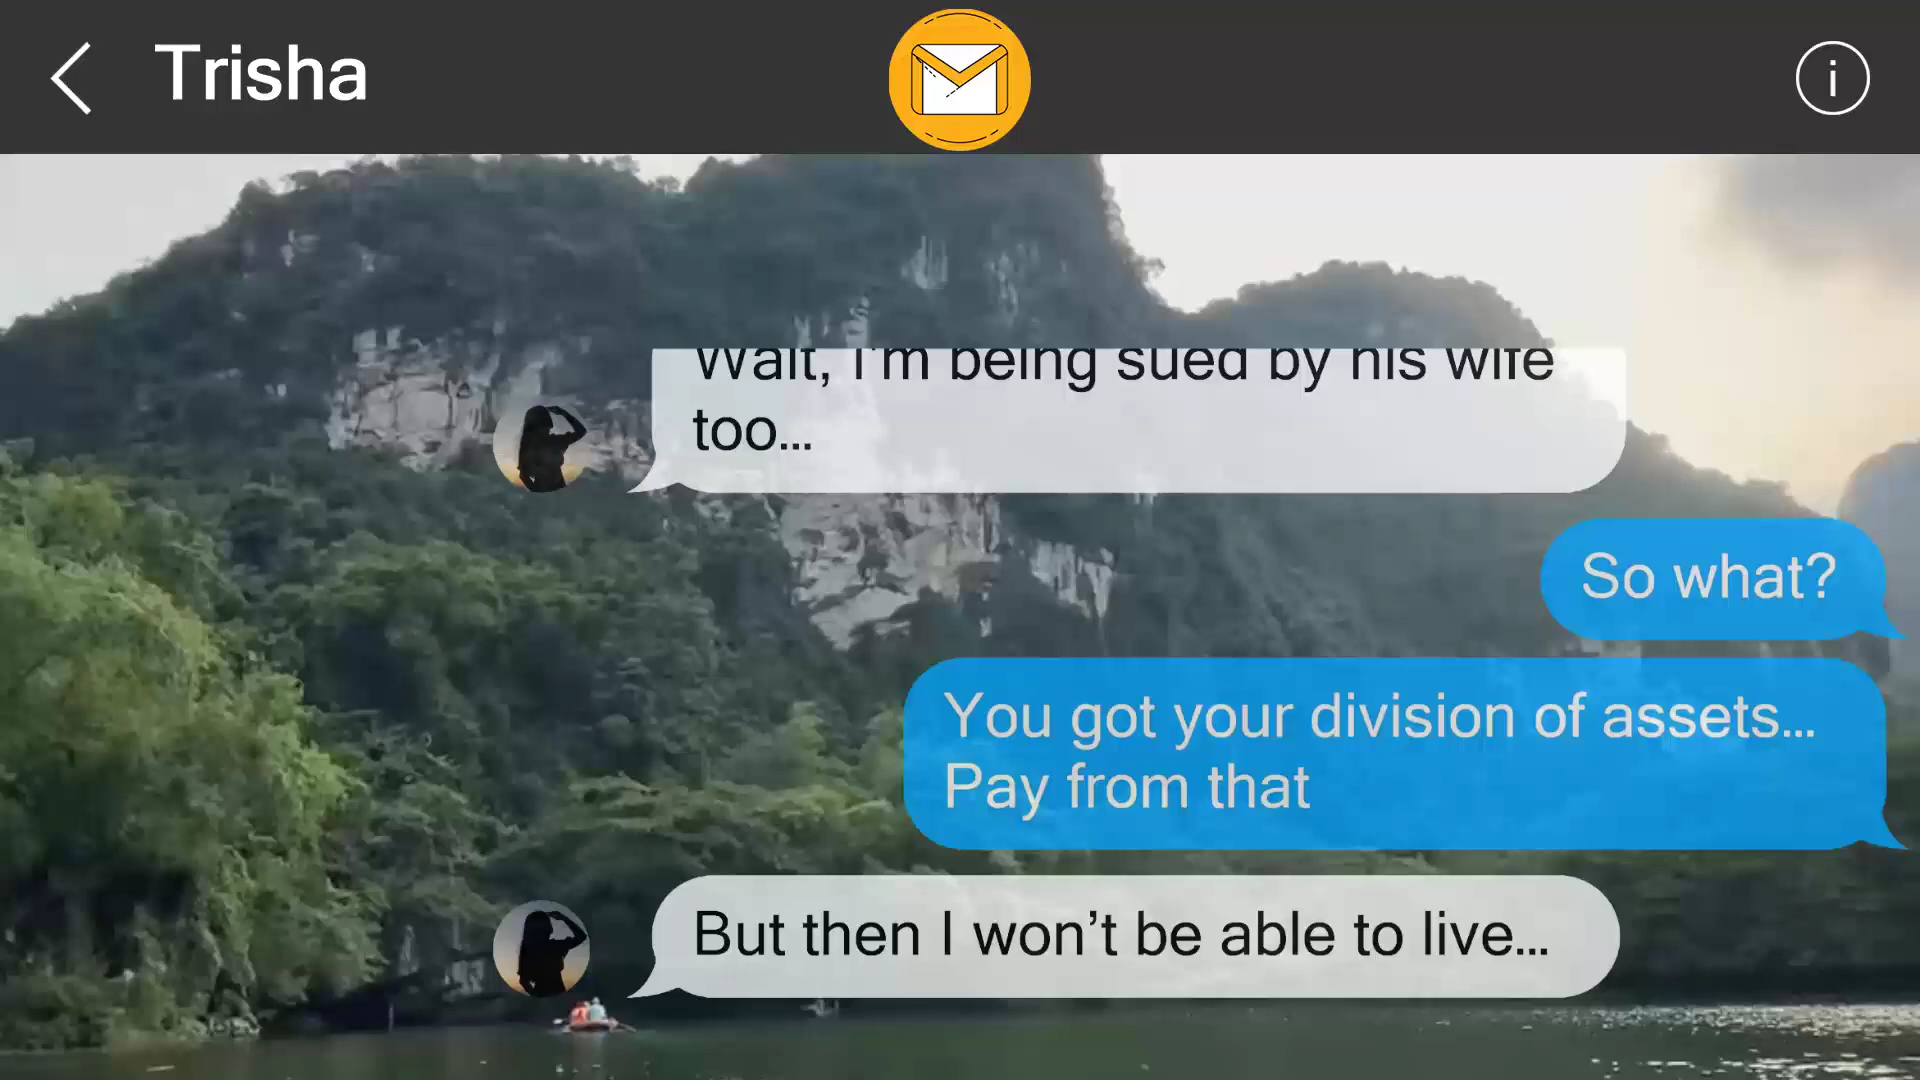 Trisha
i
Wait, I'm being sued by his wife
too...
So what?
You got your division of assets...
Pay from that
But then I won’t be able to live...